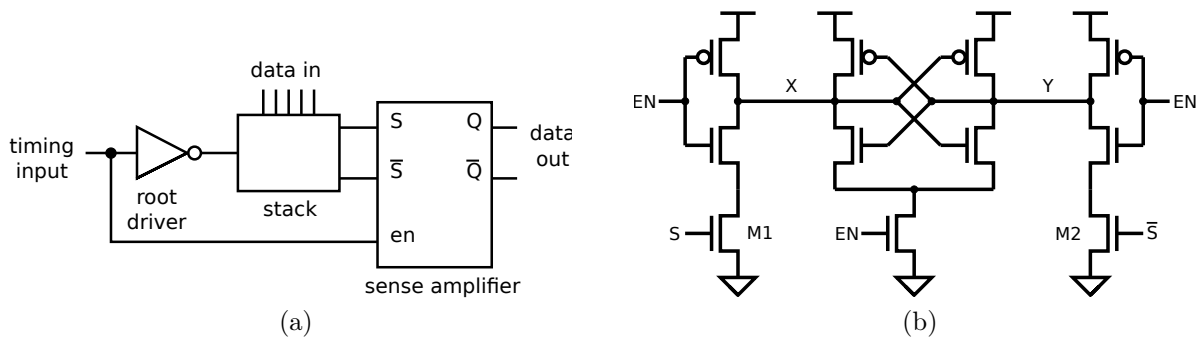 data in
timing
input
root
driver
stack
S
S̅
en
Q
Q̅
data
out
sense amplifier
(a)
EN
X
Y
EN
S
M1
EN
M2
S̅
(b)